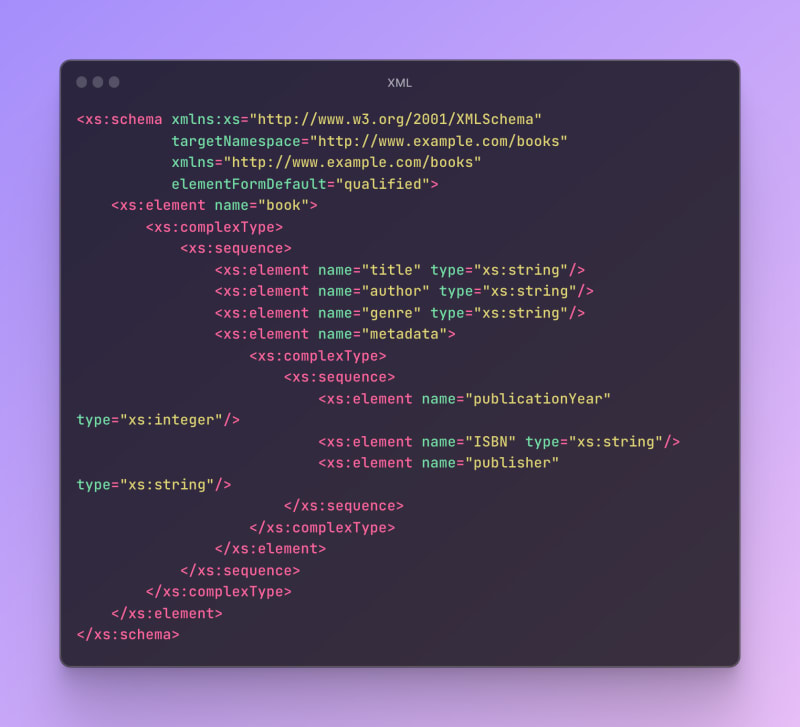 XML
<xs:schema xmlns:xs="http://www.w3.org/2001/XMLSchema"
           targetNamespace="http://www.example.com/books"
           xmlns="http://www.example.com/books"
           elementFormDefault="qualified">
    <xs:element name="book">
        <xs:complexType>
            <xs:sequence>
                <xs:element name="title" type="xs:string"/>
                <xs:element name="author" type="xs:string"/>
                <xs:element name="genre" type="xs:string"/>
                <xs:element name="metadata">
                    <xs:complexType>
                        <xs:sequence>
                            <xs:element name="publicationYear"
type="xs:integer"/>
                            <xs:element name="ISBN" type="xs:string"/>
                            <xs:element name="publisher"
type="xs:string"/>
                        </xs:sequence>
                    </xs:complexType>
                </xs:element>
            </xs:sequence>
        </xs:complexType>
    </xs:element>
</xs:schema>